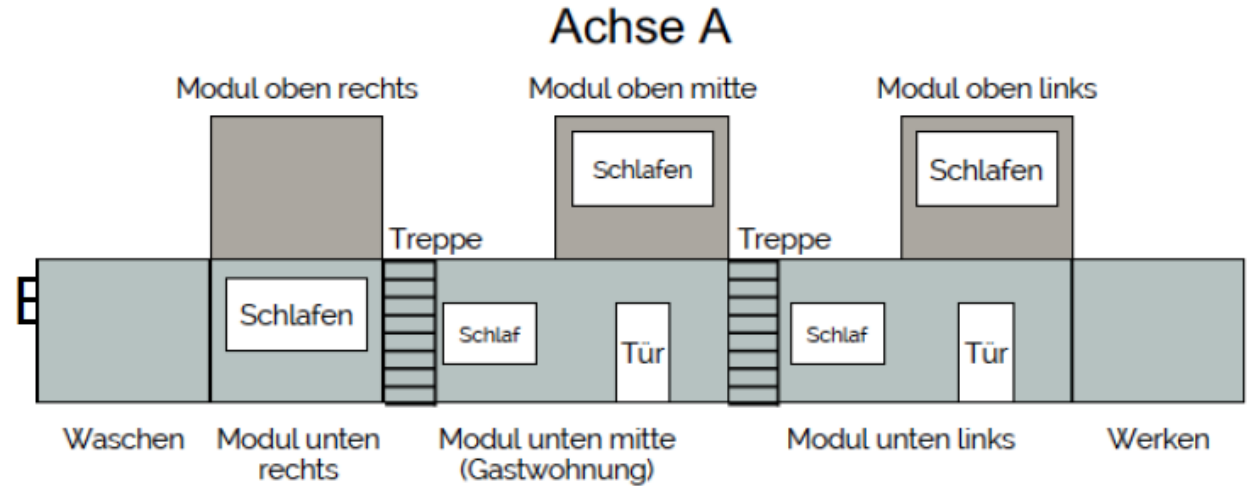 Achse A
Modul oben rechts
Modul oben mitte
Modul oben links
Schlafen
Schlafen
Treppe
Treppe
Schlafen
Schlaf
Tür
Schlaf
Tür
Waschen
Modul unten
rechts
Modul unten mitte
(Gastwohnung)
Modul unten links
Werken